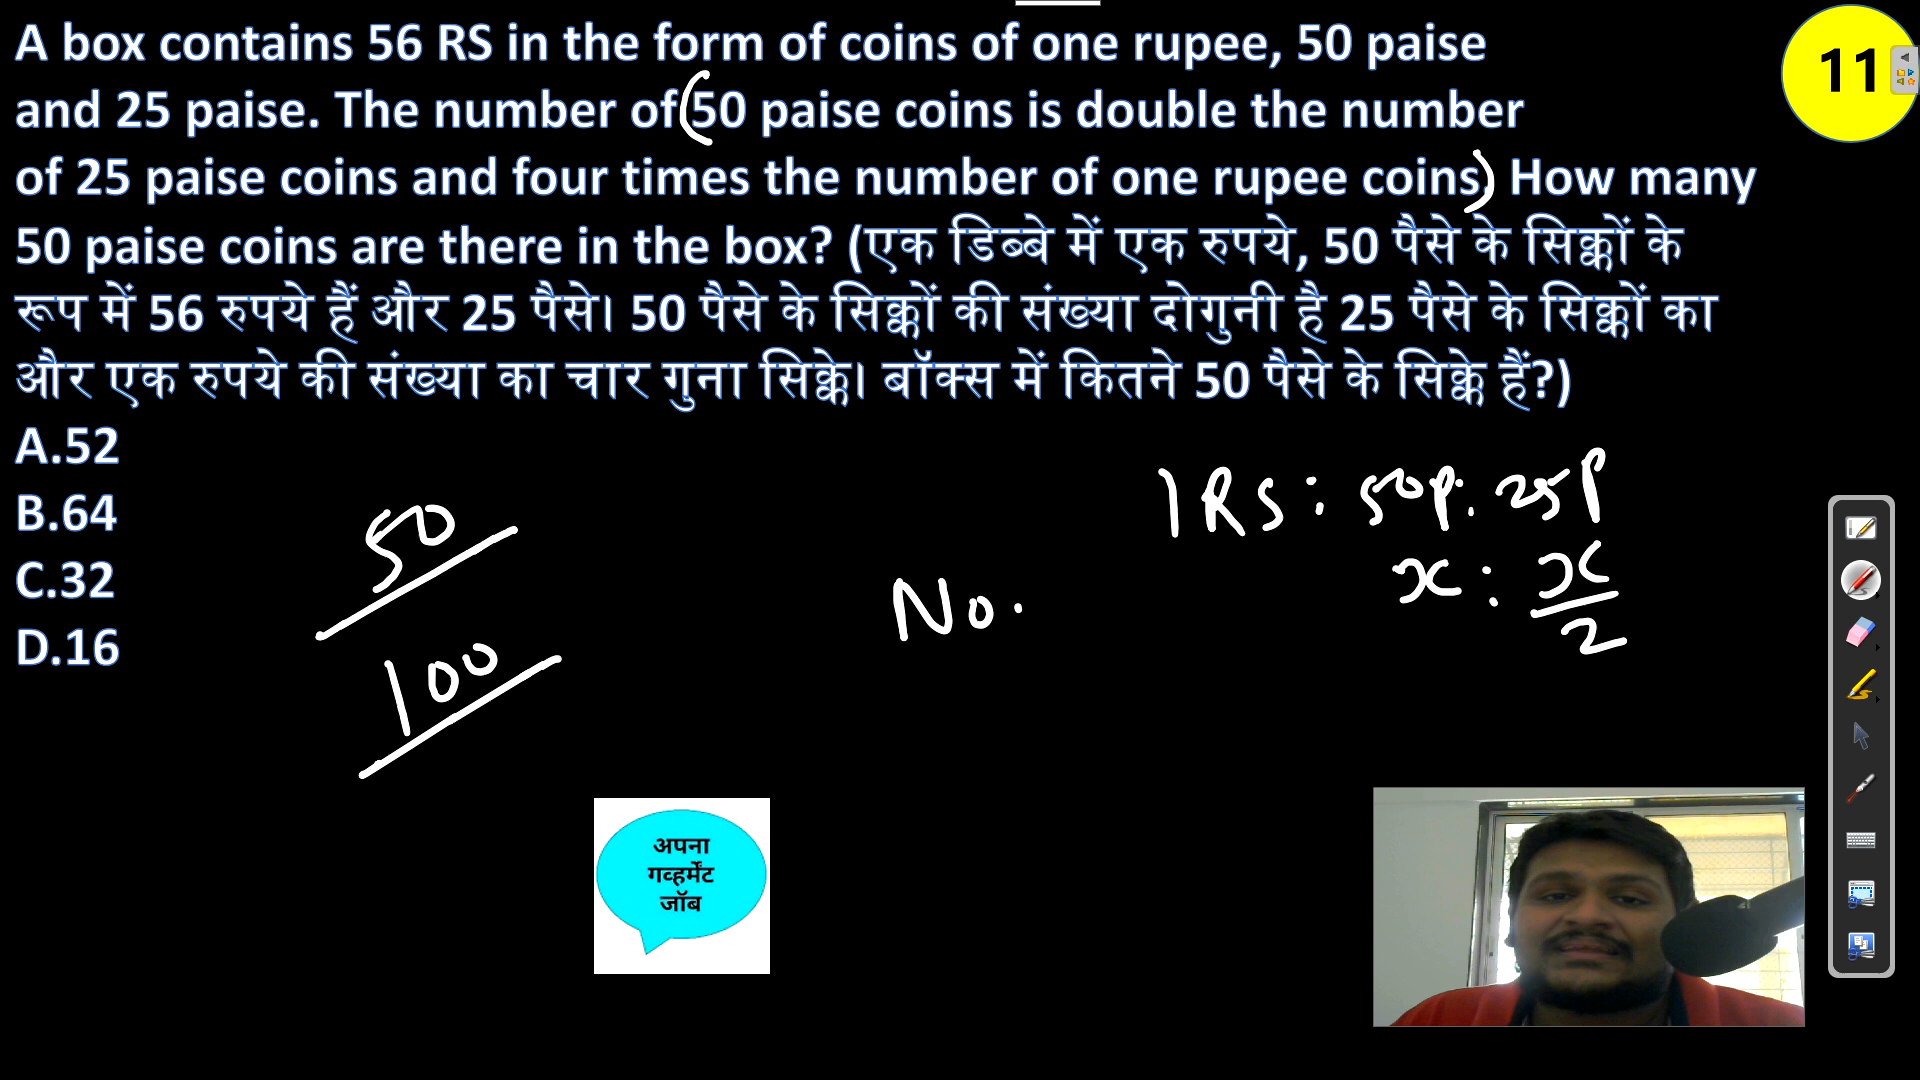 A box contains 56 RS in the form of coins of one rupee, 50 paise
and 25 paise. The number of (50 paise coins is double the number
of 25 paise coins and four times the number of one rupee coins.) How many
50 paise coins are there in the box? (एक डिब्बे में एक रुपये, 50 पैसे के सिक्कों के
रूप में 56 रुपये हैं और 25 पैसे। 50 पैसे के सिक्कों की संख्या दोगुनी है 25 पैसे के सिक्कों का
और एक रुपये की संख्या का चार गुना सिक्के। बॉक्स में कितने 50 पैसे के सिक्के हैं?)
11
A.52
B.64
C.32
D.16
50
100
1 RS : 50p : 25p
No. x : x
2
अपना
गव्हर्मेंट
जॉब